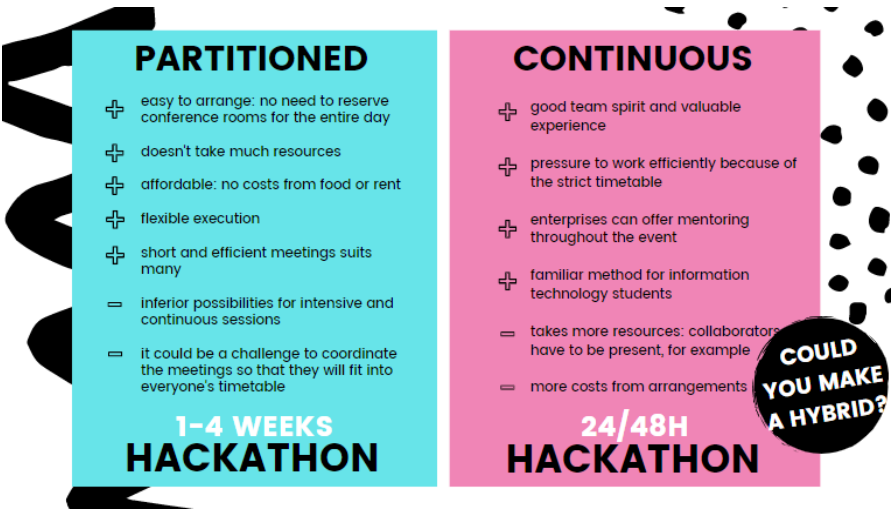 PARTITIONED
easy to arrange: no need to reserve
conference rooms for the entire day
doesn't take much resources
affordable: no costs from food or rent
flexible execution
short and efficient meetings suits
many
inferior possibilities for intensive and
continuous sessions
it could be a challenge to coordinate
the meetings so that they will fit into
everyone's timetable
1-4 WEEKS
HACKATHON
CONTINUOUS
good team spirit and valuable
experience
pressure to work efficiently because of
the strict timetable
enterprises can offer mentoring
throughout the event
familiar method for information
technology students
takes more resources: collaborators
have to be present, for example
more costs from arrangements
24/48H
HACKATHON
COULD
YOU MAKE
A HYBRID?